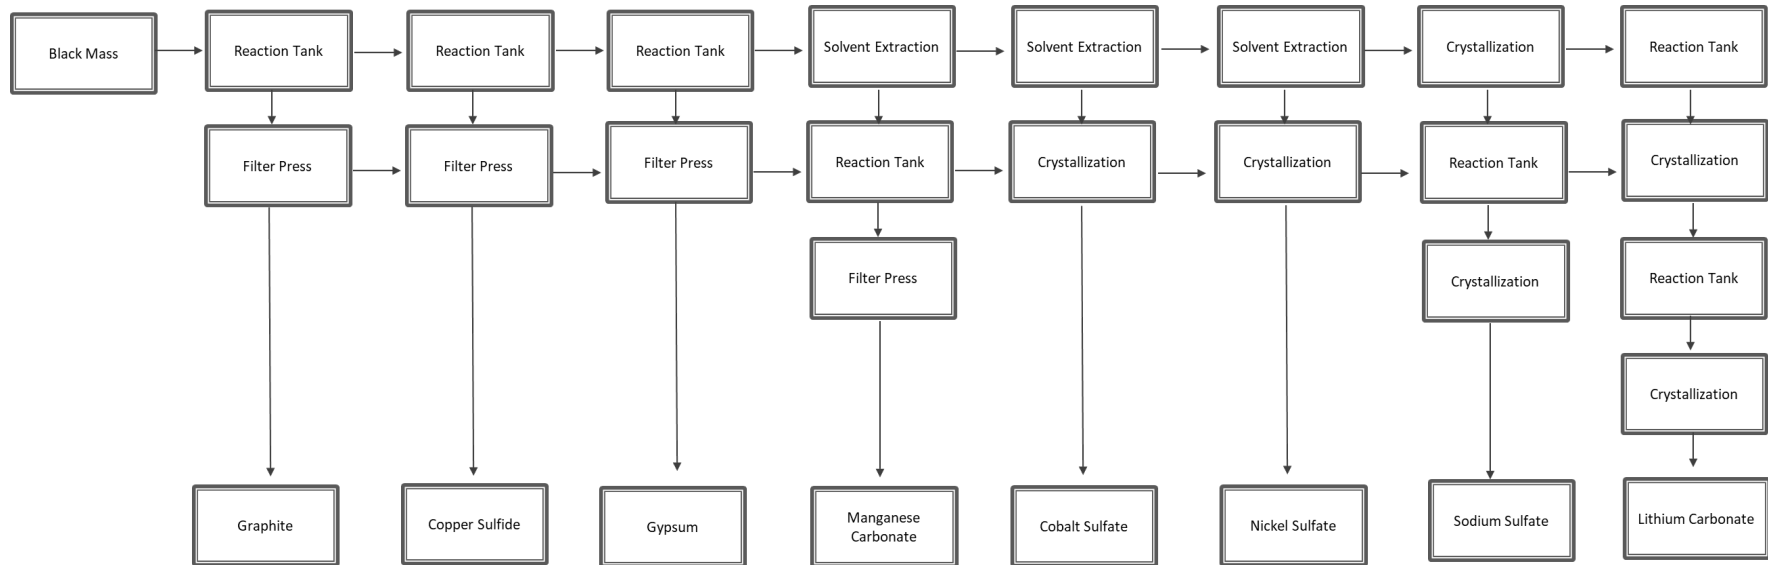 Black Mass
Reaction Tank
Reaction Tank
Reaction Tank
Solvent Extraction
Solvent Extraction
Solvent Extraction
Crystallization
Reaction Tank
Filter Press
Filter Press
Filter Press
Reaction Tank
Crystallization
Crystallization
Reaction Tank
Crystallization
Filter Press
Crystallization
Reaction Tank
Crystallization
Graphite
Copper Sulfide
Gypsum
Manganese
Carbonate
Cobalt Sulfate
Nickel Sulfate
Sodium Sulfate
Lithium Carbonate